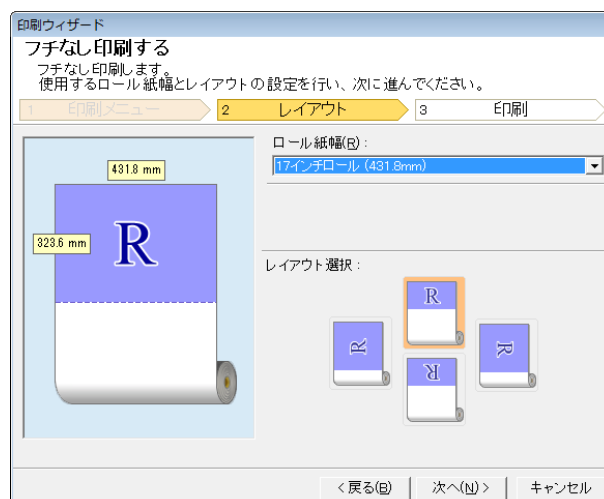 印刷ウィザード
フチなし印刷する
フチなし印刷します。
使用するロール紙幅とレイアウトの設定を行い、次に進んでください。
1 印刷メニュー 2 レイアウト 3 印刷
ロール紙幅(R):
17インチロール (431.8mm)
431.8 mm
323.6 mm
R
レイアウト選択:
R
R
R
R
<戻る(B) 次へ(N)> キャンセル